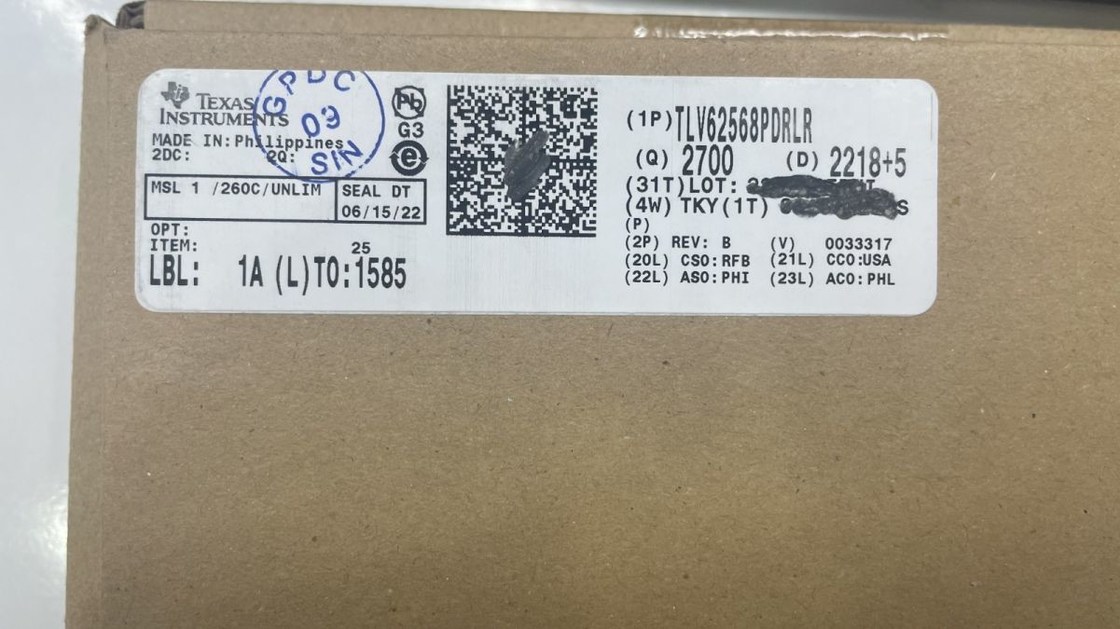 TEXAS
INSTRUMENTS
MADE IN: Philippines
2DC: 2Q:
GPDC
09
SIN
Pb
G3
e
MSL 1 /260C/UNLIM
SEAL DT
06/15/22
OPT:
ITEM: 25
LBL: 1A (L)TO:1585
(1P)TLV62568PDRLR
(Q) 2700 (D) 2218+5
(31T)LOT:
(4W) TKY(1T) S
(P)
(2P) REV: B (V) 0033317
(20L) CSO:RFB (21L) CCO:USA
(22L) ASO:PHI (23L) ACO:PHL